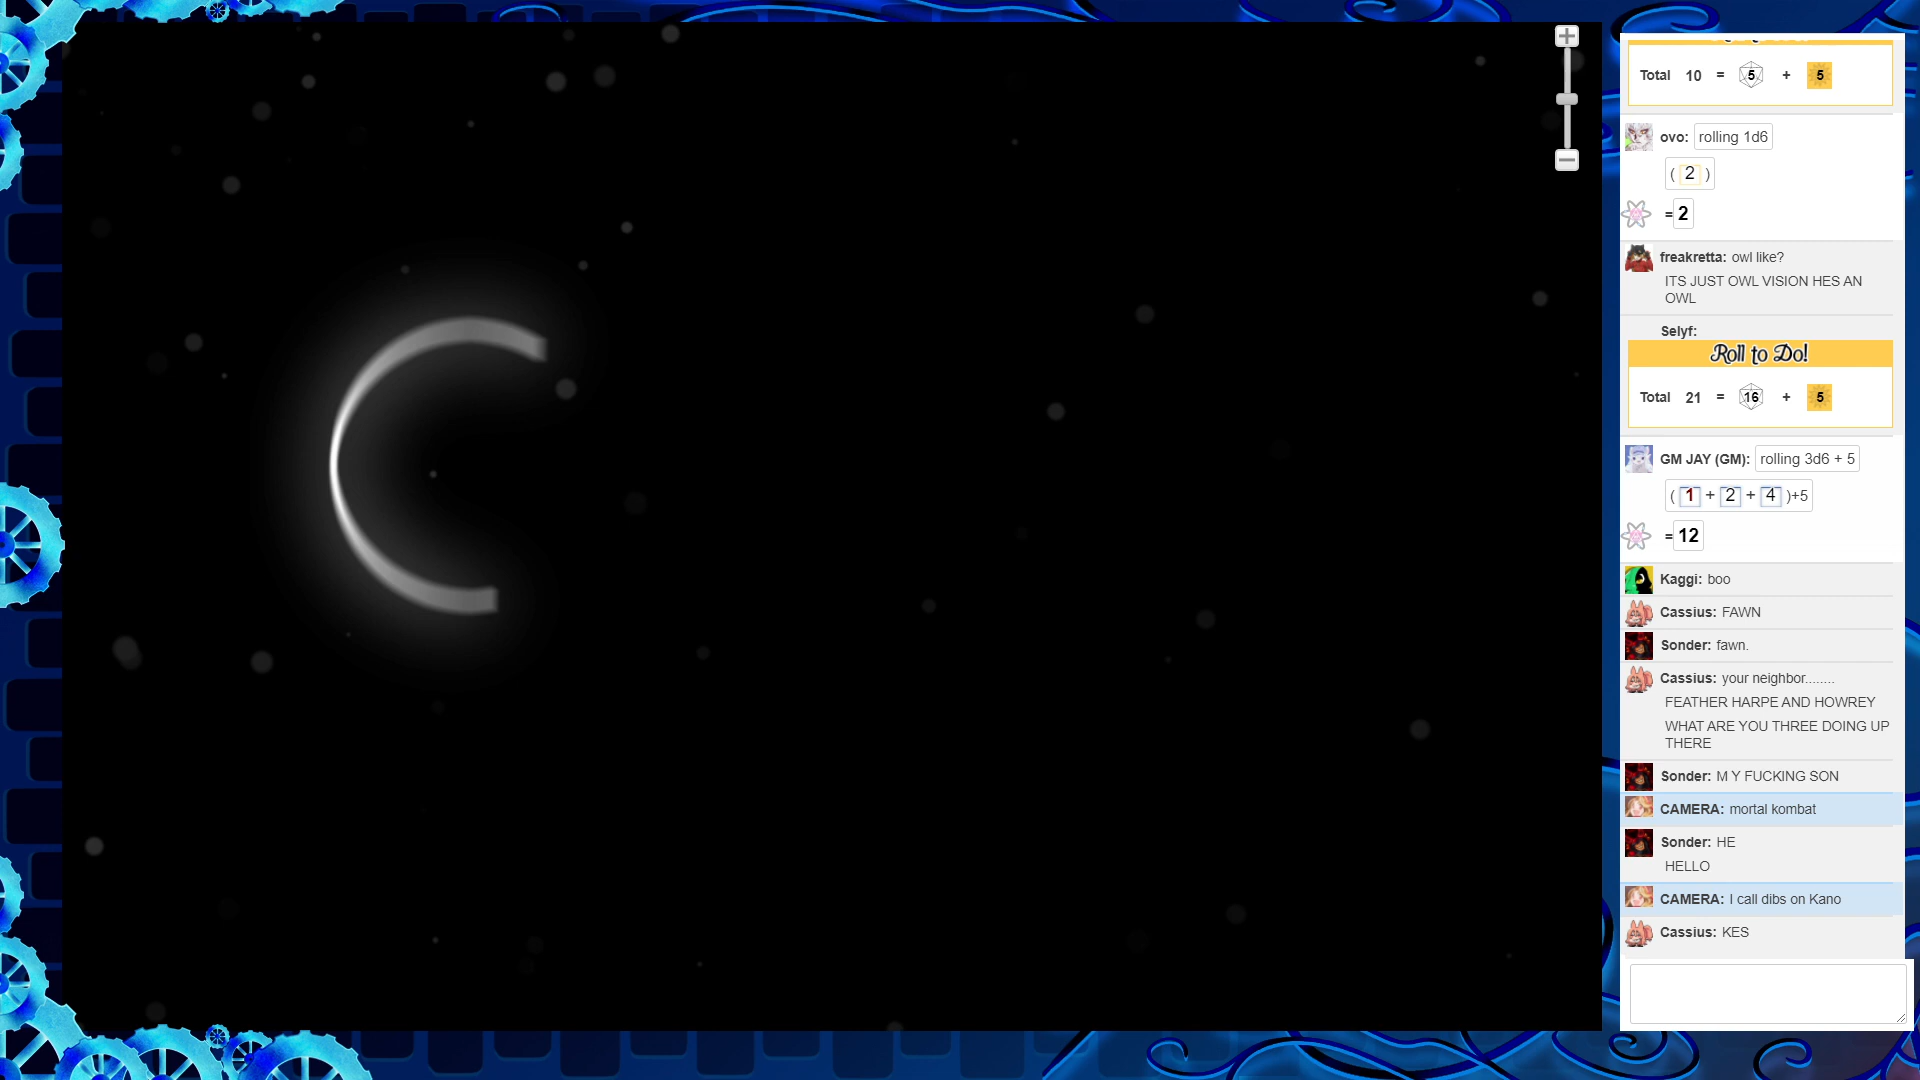 Total 10 = 5 + 5
ovo: rolling 1d6
( 2 )
=2
freakretta: owl like?
ITS JUST OWL VISION HES AN
OWL
Selyf:
Roll to Do!
Total 21 = 16 + 5
GM JAY (GM): rolling 3d6 + 5
( 1 + 2 + 4 )+5
=12
Kaggi: boo
Cassius: FAWN
Sonder: fawn.
Cassius: your neighbor........
FEATHER HARPE AND HOWREY
WHAT ARE YOU THREE DOING UP
THERE
Sonder: M Y FUCKING SON
CAMERA: mortal kombat
Sonder: HE
HELLO
CAMERA: I call dibs on Kano
Cassius: KES